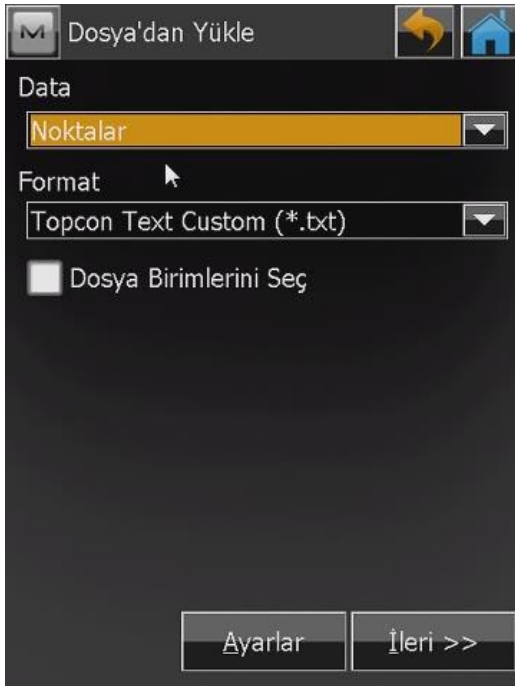 Dosya'dan Yükle
Data
Noktalar
Format
Topcon Text Custom (*.txt)
Dosya Birimlerini Seç
Ayarlar
İleri >>